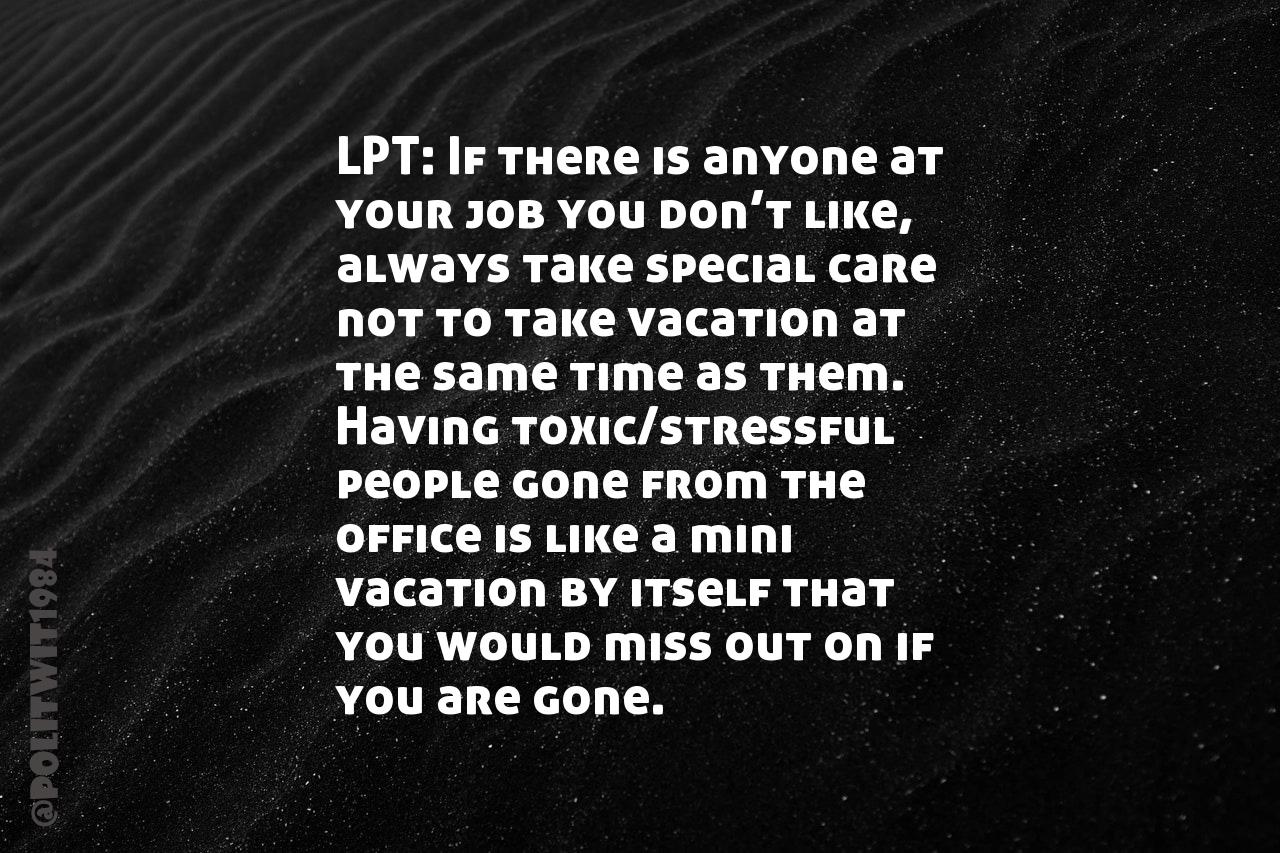 LPT: If there is anyone at
your job you don't like,
always take special care
not to take vacation at
the same time as them.
Having toxic/stressful
people gone from the
office is like a mini
vacation by itself that
you would miss out on if
you are gone.
@politwit1984